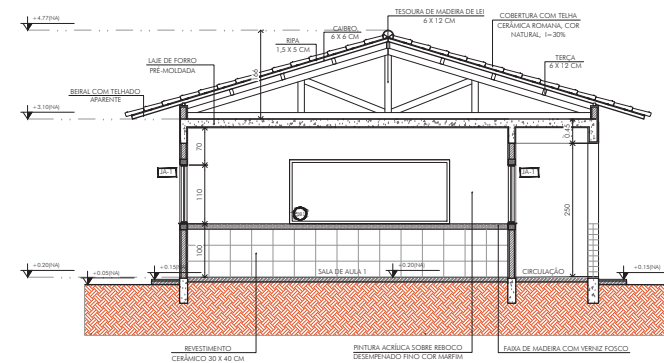 +4.77(NA)
TESOURA DE MADEIRA DE LEI
6 X 12 CM
COBERTURA COM TELHA
CERÂMICA ROMANA, COR
NATURAL, I=30%
CAIBRO
6 X 6 CM
RIPA
1,5 X 5 CM
TERÇA
6 X 12 CM
LAJE DE FORRO
PRÉ-MOLDADA
166
BEIRAL COM TELHADO
APARENTE
+3.10(NA)
0.45
70
JA-1
JA-1
110
250
100
+0.20(NA)
+0.05(NA)
+0.15(NA)
SALA DE AULA 1
+0.20(NA)
CIRCULAÇÃO
+0.15(NA)
REVESTIMENTO
CERÂMICO 30 X 40 CM
PINTURA ACRÍLICA SOBRE REBOCO
DESEMPENADO FINO COR MARFIM
FAIXA DE MADEIRA COM VERNIZ FOSCO